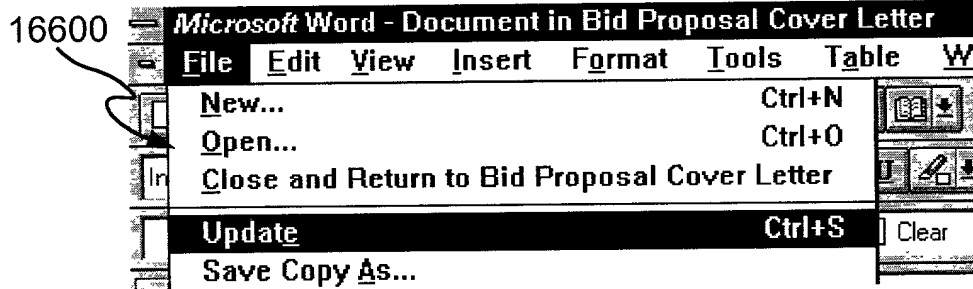 16600
Microsoft Word - Document in Bid Proposal Cover Letter
File Edit View Insert Format Tools Table W
New... Ctrl+N
Open... Ctrl+O
In
Close and Return to Bid Proposal Cover Letter U
Update Ctrl+S Clear
Save Copy As...